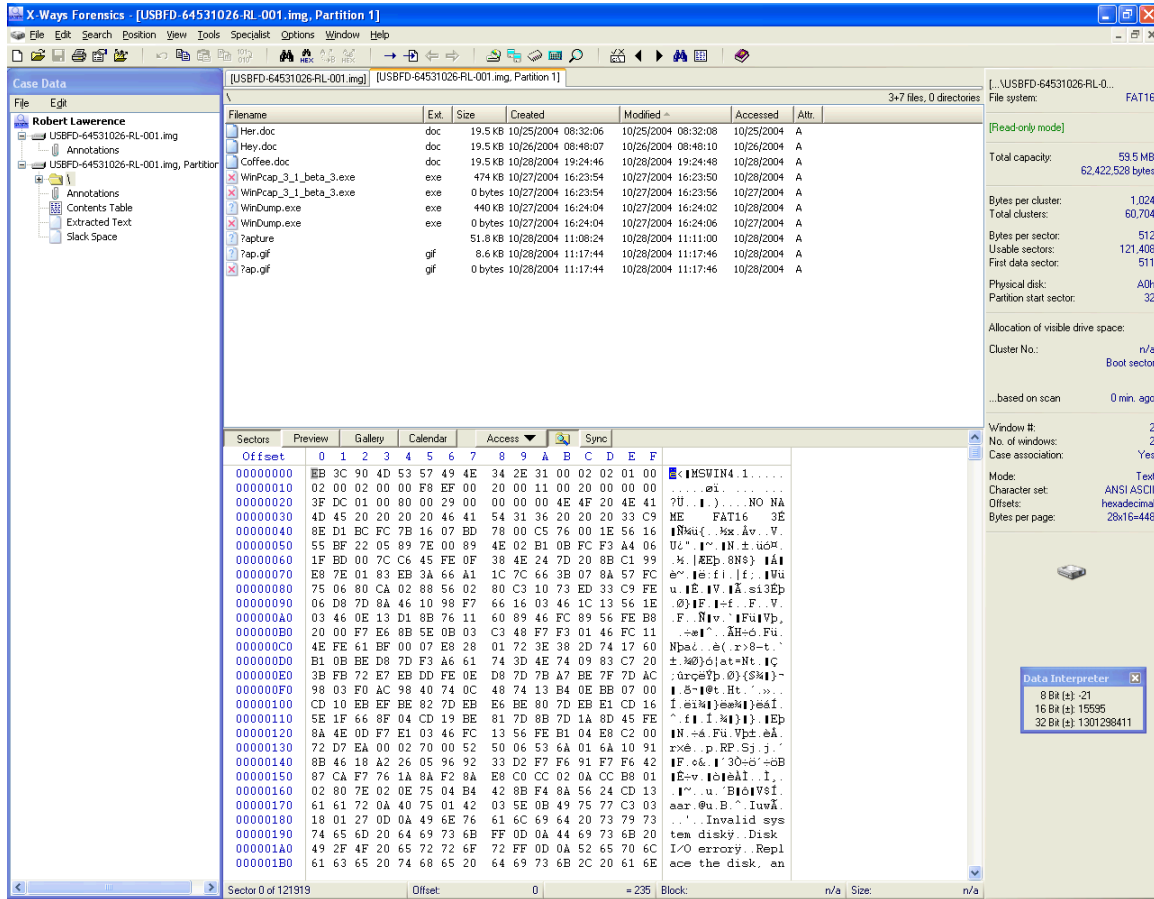 X-Ways Forensics - [USBFD-64531026-RL-001.img, Partition 1]
File Edit Search Position View Tools Specialist Options Window Help
Case Data
File Edit
Robert Lawerence
USBFD-64531026-RL-001.img
Annotations
USBFD-64531026-RL-001.img, Partition
\
Annotations
Contents Table
Extracted Text
Slack Space
[USBFD-64531026-RL-001.img] [USBFD-64531026-RL-001.img, Partition 1]
\ 3+7 files, 0 directories
Filename Ext. Size Created Modified Accessed Attr.
Her.doc doc 19.5 KB 10/25/2004 08:32:06 10/25/2004 08:32:08 10/25/2004 A
Hey.doc doc 19.5 KB 10/26/2004 08:48:07 10/26/2004 08:48:10 10/26/2004 A
Coffee.doc doc 19.5 KB 10/28/2004 19:24:46 10/28/2004 19:24:48 10/28/2004 A
WinPcap_3_1_beta_3.exe exe 474 KB 10/27/2004 16:23:54 10/27/2004 16:23:50 10/28/2004 A
WinPcap_3_1_beta_3.exe exe 0 bytes 10/27/2004 16:23:54 10/27/2004 16:23:56 10/27/2004 A
WinDump.exe exe 440 KB 10/27/2004 16:24:04 10/27/2004 16:24:02 10/28/2004 A
WinDump.exe exe 0 bytes 10/27/2004 16:24:04 10/27/2004 16:24:06 10/27/2004 A
?apture 51.8 KB 10/28/2004 11:08:24 10/28/2004 11:11:00 10/28/2004 A
?ap.gif gif 8.6 KB 10/28/2004 11:17:44 10/28/2004 11:17:46 10/28/2004 A
?ap.gif gif 0 bytes 10/28/2004 11:17:44 10/28/2004 11:17:46 10/28/2004 A
Sectors Preview Gallery Calendar Access Sync
Offset 0 1 2 3 4 5 6 7 8 9 A B C D E F
00000000 EB 3C 90 4D 53 57 49 4E 34 2E 31 00 02 02 01 00 MSWIN4.1.....
00000010 02 00 02 00 00 F8 EF 00 20 00 11 00 20 00 00 00
00000020 3F DC 01 00 80 00 29 00 00 00 00 4E 4F 20 4E 41 NO NA
00000030 4D 45 20 20 20 20 46 41 54 31 36 20 20 20 33 C9 ME FAT16 3É
00000040 8E D1 BC FC 7B 16 07 BD 78 00 C5 76 00 1E 56 16
00000050 55 BF 22 05 89 7E 00 89 4E 02 B1 0B FC F3 A4 06
00000060 1F BD 00 7C C6 45 FE 0F 38 4E 24 7D 20 8B C1 99
00000070 E8 7E 01 83 EB 3A 66 A1 1C 7C 66 3B 07 8A 57 FC
00000080 75 06 80 CA 02 88 56 02 80 C3 10 73 ED 33 C9 FE
00000090 06 D8 7D 8A 46 10 98 F7 66 16 03 46 1C 13 56 1E
000000A0 03 46 0E 13 D1 8B 76 11 60 89 46 FC 89 56 FE B8
000000B0 20 00 F7 E6 8B 5E 0B 03 C3 48 F7 F3 01 46 FC 11
000000C0 4E FE 61 BF 00 07 E8 28 01 72 3E 38 2D 74 17 60
000000D0 B1 0B BE D8 7D F3 A6 61 74 3D 4E 74 09 83 C7 20
000000E0 3B FB 72 E7 EB DD FE 0E D8 7D 7B A7 BE 7F 7D AC
000000F0 98 03 F0 AC 98 40 74 0C 48 74 13 B4 0E BB 07 00
00000100 CD 10 EB EF BE 82 7D EB E6 BE 80 7D EB E1 CD 16
00000110 5E 1F 66 8F 04 CD 19 BE 81 7D 8B 7D 1A 8D 45 FE
00000120 8A 4E 0D F7 E1 03 46 FC 13 56 FE B1 04 E8 C2 00
00000130 72 D7 EA 00 02 70 00 52 50 06 53 6A 01 6A 10 91
00000140 8B 46 18 A2 26 05 96 92 33 D2 F7 F6 91 F7 F6 42
00000150 87 CA F7 76 1A 8A F2 8A E8 C0 CC 02 0A CC B8 01
00000160 02 80 7E 02 0E 75 04 B4 42 8B F4 8A 56 24 CD 13
00000170 61 61 72 0A 40 75 01 42 03 5E 0B 49 75 77 C3 03 aar.@u.B.^.IuwÃ.
00000180 18 01 27 0D 0A 49 6E 76 61 6C 69 64 20 73 79 73 ..'..Invalid sys
00000190 74 65 6D 20 64 69 73 6B FF 0D 0A 44 69 73 6B 20 tem diskÿ..Disk
000001A0 49 2F 4F 20 65 72 72 6F 72 FF 0D 0A 52 65 70 6C I/O errorÿ..Repl
000001B0 61 63 65 20 74 68 65 20 64 69 73 6B 2C 20 61 6E ace the disk, an
Sector 0 of 121919 Offset: 0 = 235 Block: n/a Size: n/a
[...\USBFD-64531026-RL-0...
File system: FAT16
[Read-only mode]
Total capacity: 59.5 MB
62,422,528 bytes
Bytes per cluster: 1,024
Total clusters: 60,704
Bytes per sector: 512
Usable sectors: 121,408
First data sector: 511
Physical disk: A0h
Partition start sector: 32
Allocation of visible drive space:
Cluster No.: n/a
Boot sector
...based on scan 0 min. ago
Window #: 2
No. of windows: 2
Case association: Yes
Mode: Text
Character set: ANSI ASCII
Offsets: hexadecimal
Bytes per page: 28x16=448
Data Interpreter
8 Bit (±): -21
16 Bit (±): 15595
32 Bit (±): 1301298411